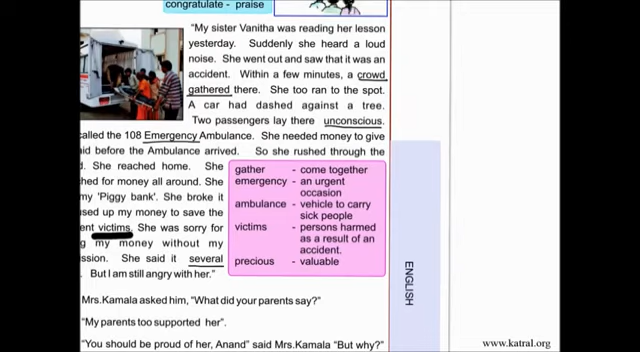 congratulate - praise
"My sister Vanitha was reading her lesson
yesterday. Suddenly she heard a loud
noise. She went out and saw that it was an
accident. Within a few minutes, a crowd
gathered there. She too ran to the spot.
A car had dashed against a tree.
Two passengers lay there unconscious.
alled the 108 Emergency Ambulance. She needed money to give
id before the Ambulance arrived. So she rushed through the
d. She reached home. She
hed for money all around. She
my 'Piggy bank'. She broke it
sed up my money to save the
ent victims. She was sorry for
g my money without my
ssion. She said it several
. But I am still angry with her."
gather - come together
emergency - an urgent
occasion
ambulance - vehicle to carry
sick people
victims - persons harmed
as a result of an
accident.
precious - valuable
Mrs.Kamala asked him, "What did your parents say?"
"My parents too supported her".
"You should be proud of her, Anand" said Mrs.Kamala "But why?"
ENGLISH
www.katral.org